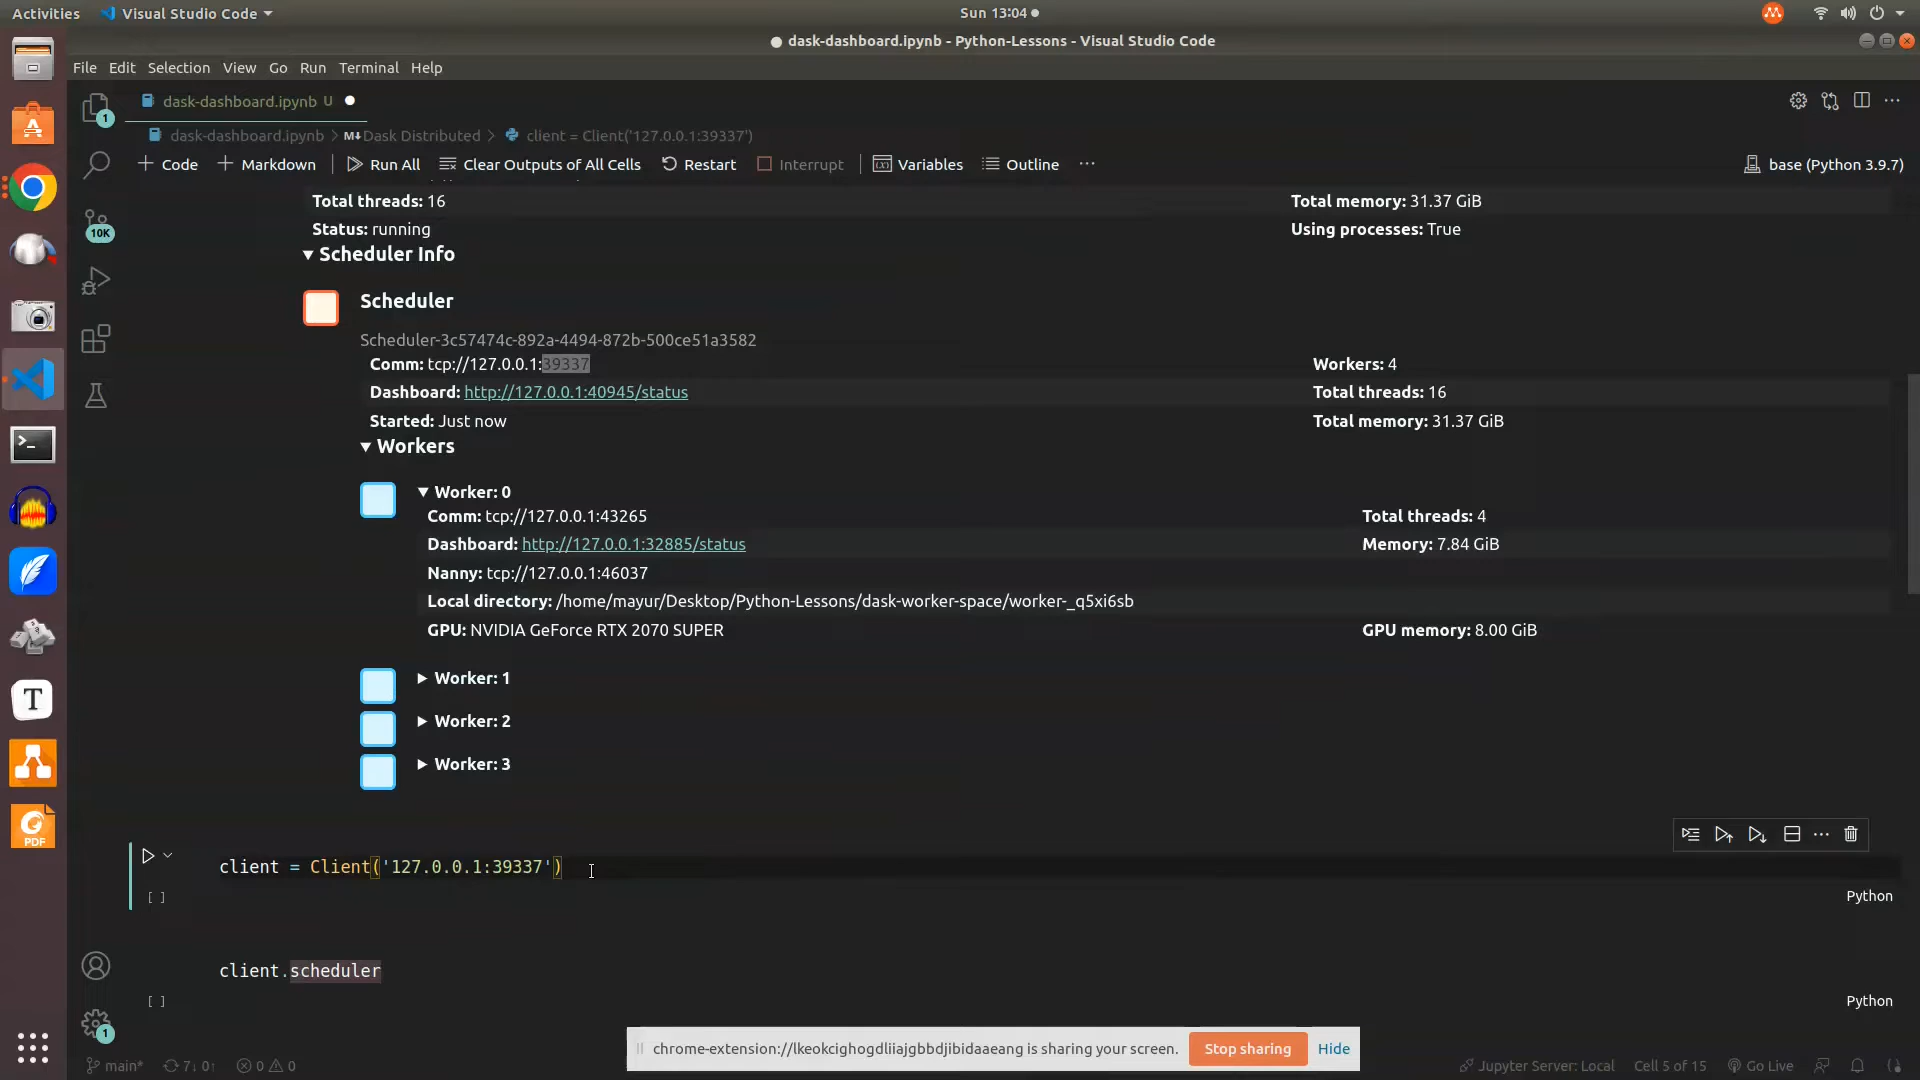 Activities Visual Studio Code Sun 13:04
dask-dashboard.ipynb - Python-Lessons - Visual Studio Code
File Edit Selection View Go Run Terminal Help
dask-dashboard.ipynb U
1
dask-dashboard.ipynb > M↓Dask Distributed > client = Client('127.0.0.1:39337')
+ Code + Markdown Run All Clear Outputs of All Cells Restart Interrupt Variables Outline ··· base (Python 3.9.7)
Total threads: 16 Total memory: 31.37 GiB
Status: running Using processes: True
10K
Scheduler Info
Scheduler
Scheduler-3c57474c-892a-4494-872b-500ce51a3582
Comm: tcp://127.0.0.1:39337 Workers: 4
Dashboard: http://127.0.0.1:40945/status Total threads: 16
Started: Just now Total memory: 31.37 GiB
Workers
Worker: 0
Comm: tcp://127.0.0.1:43265 Total threads: 4
Dashboard: http://127.0.0.1:32885/status Memory: 7.84 GiB
Nanny: tcp://127.0.0.1:46037
Local directory: /home/mayur/Desktop/Python-Lessons/dask-worker-space/worker-_q5xi6sb
GPU: NVIDIA GeForce RTX 2070 SUPER GPU memory: 8.00 GiB
Worker: 1
Worker: 2
Worker: 3
T
PDF
client = Client('127.0.0.1:39337')
[ ] Python
client.scheduler
[ ] Python
1
chrome-extension://lkeokcighogdliiajgbbdjibidaaeang is sharing your screen. Stop sharing Hide
main* 7↓ 0↑ 0 0 Jupyter Server: Local Cell 5 of 15 Go Live